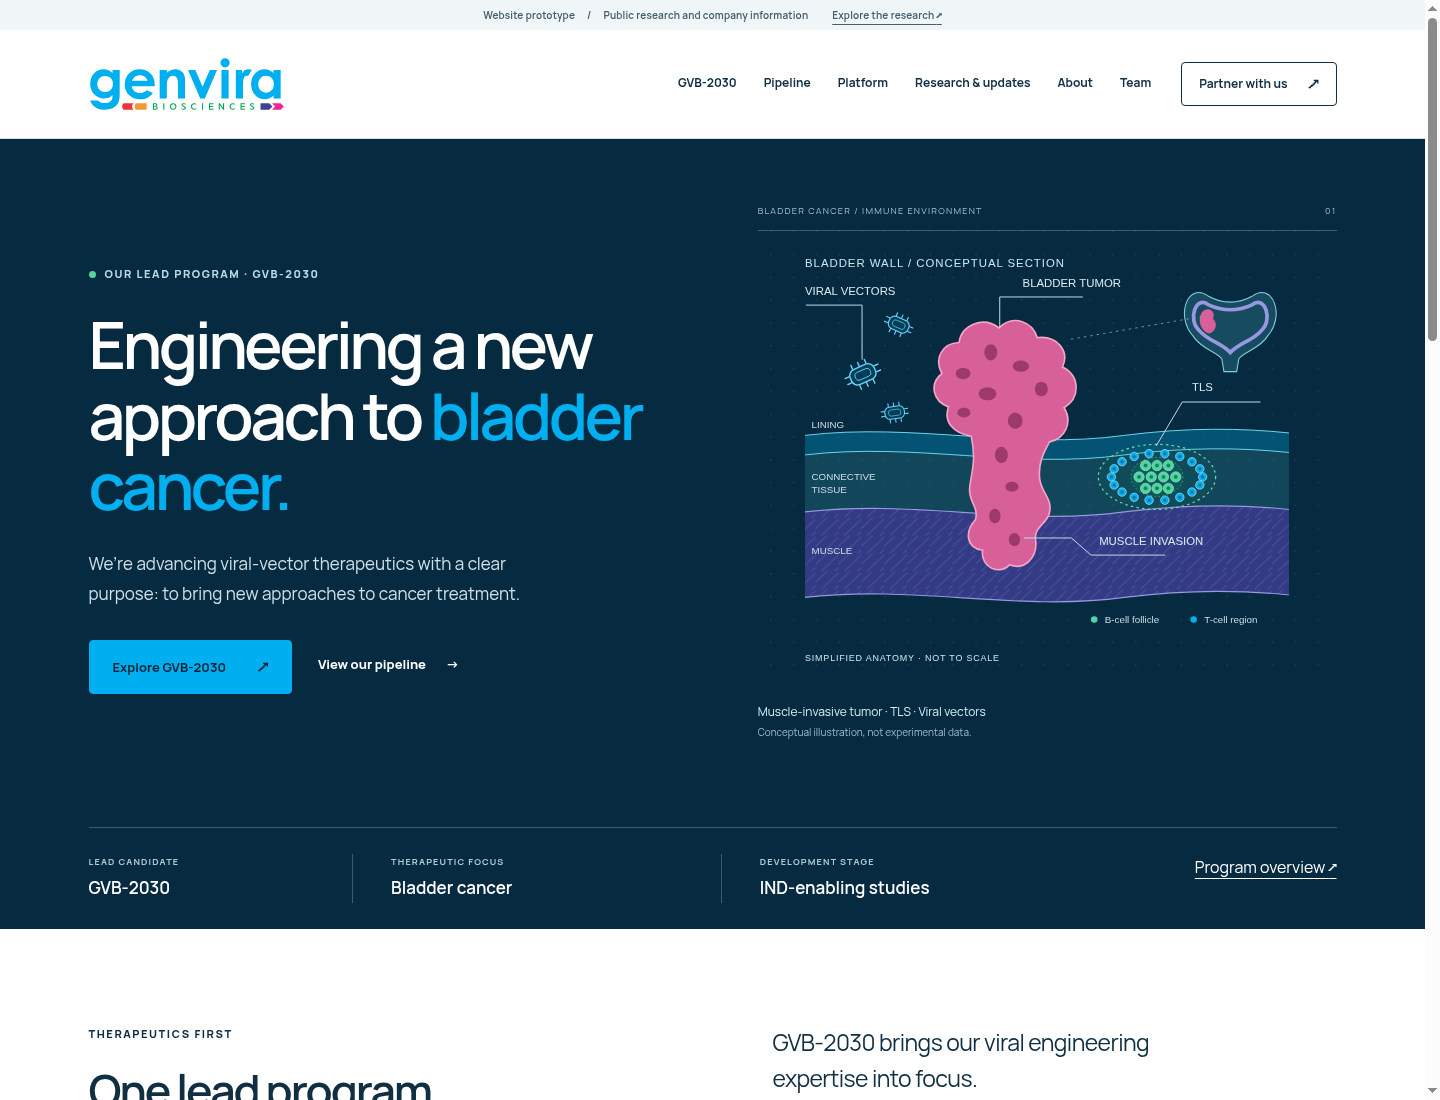 Website prototype / Public research and company information Explore the research↗
genvira
BIOSCIENCES
GVB-2030 Pipeline Platform Research & updates About Team Partner with us ↗
OUR LEAD PROGRAM · GVB-2030
Engineering a new
approach to bladder
cancer.
We're advancing viral-vector therapeutics with a clear
purpose: to bring new approaches to cancer treatment.
Explore GVB-2030 ↗ View our pipeline →
BLADDER CANCER / IMMUNE ENVIRONMENT 01
BLADDER WALL / CONCEPTUAL SECTION
VIRAL VECTORS
BLADDER TUMOR
TLS
LINING
CONNECTIVE
TISSUE
MUSCLE
MUSCLE INVASION
B-cell follicle T-cell region
SIMPLIFIED ANATOMY · NOT TO SCALE
Muscle-invasive tumor · TLS · Viral vectors
Conceptual illustration, not experimental data.
LEAD CANDIDATE
GVB-2030
THERAPEUTIC FOCUS
Bladder cancer
DEVELOPMENT STAGE
IND-enabling studies
Program overview ↗
THERAPEUTICS FIRST
One lead program
GVB-2030 brings our viral engineering
expertise into focus.